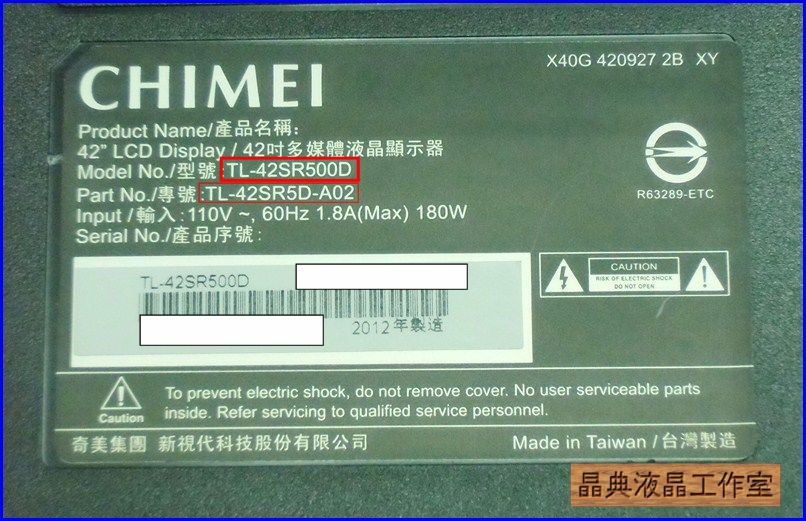 X40G 420927 2B XY
CHIMEI
Product Name/產品名稱:
42” LCD Display / 42吋多媒體液晶顯示器
Model No./型號:TL-42SR500D
Part No./專號:TL-42SR5D-A02
Input /輸入:110V ~, 60Hz 1.8A(Max) 180W
Serial No./產品序號:
R63289-ETC
TL-42SR500D
2012年製造
CAUTION
RISK OF ELECTRIC SHOCK
DO NOT OPEN
Caution
To prevent electric shock, do not remove cover. No user serviceable parts
inside. Refer servicing to qualified service personnel.
奇美集團 新視代科技股份有限公司
Made in Taiwan /台灣製造
晶典液晶工作室